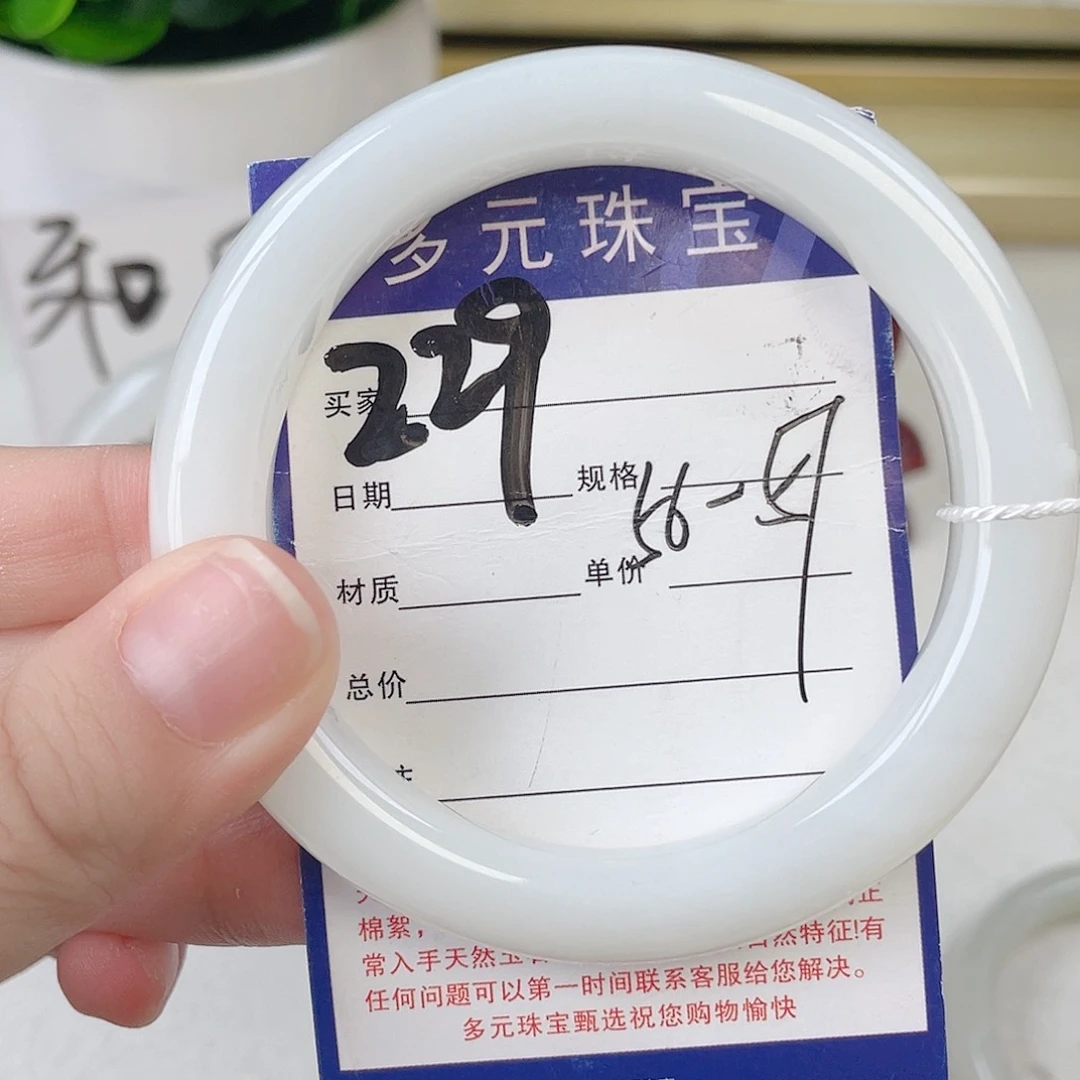 和
多元珠宝
229
买家
日期
规格 56-
材质
单价
总价
棉絮，
自然特征!有
常入手天然玉
任何问题可以第一时间联系客服给您解决。
多元珠宝甄选祝您购物愉快